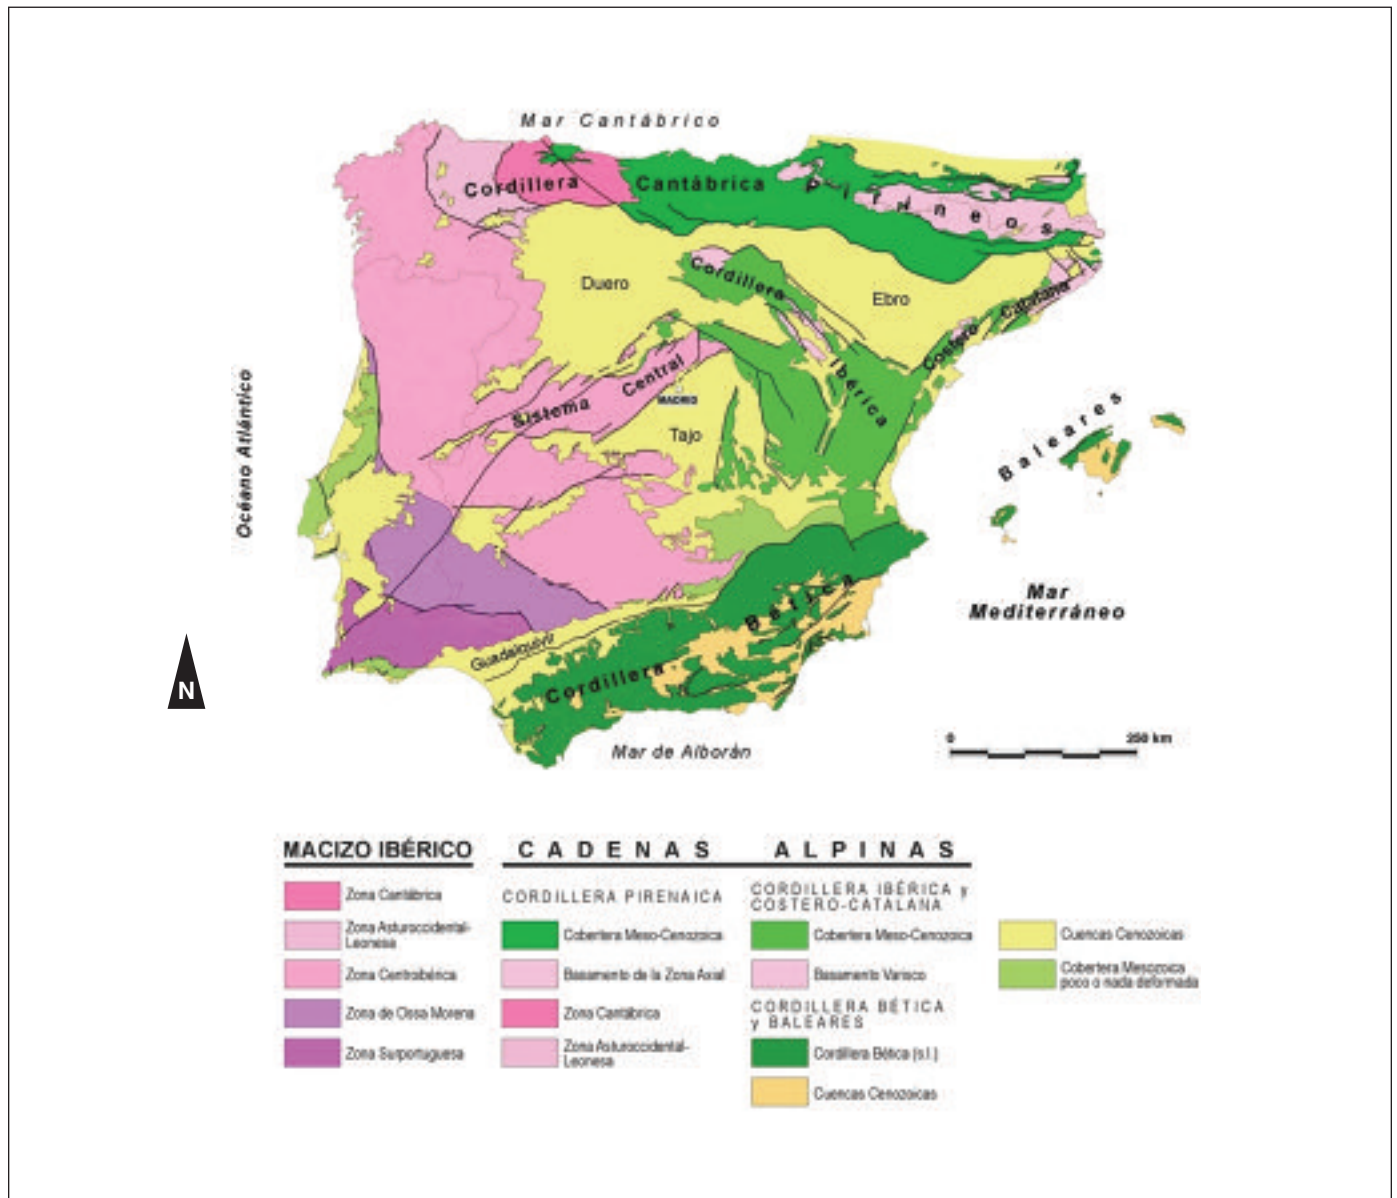 Mar Cantábrico
Cordillera Cantábrica
Pirineos
Duero
Cordillera
Ibérica
Ebro
Costero Catalana
Sistema Central
MADRID
Tajo
Océano Atlántico
Baleares
Mar
Mediterráneo
Guadalquivir
Cordillera Bética
N
Mar de Alborán
0 250 km
MACIZO IBÉRICO
CADENAS ALPINAS
Zona Cantábrica
Zona Asturoccidental-
Leonesa
Zona Centroibérica
Zona de Ossa Morena
Zona Surportuguesa
CORDILLERA PIRENAICA
Cobertera Meso-Cenozoica
Basamento de la Zona Axial
Zona Cantábrica
Zona Asturoccidental-
Leonesa
CORDILLERA IBÉRICA y
COSTERO-CATALANA
Cobertera Meso-Cenozoica
Basamento Varisco
CORDILLERA BÉTICA
y BALEARES
Cordillera Bética (s.l.)
Cuencas Cenozoicas
Cuencas Cenozoicas
Cobertera Mesozoica
poco o nada deformada